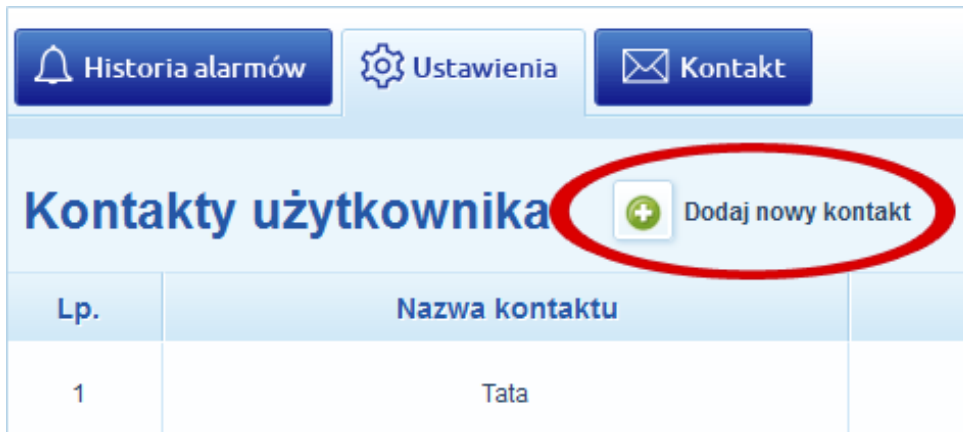 Historia alarmów Ustawienia Kontakt
Kontakty użytkownika Dodaj nowy kontakt
Lp. Nazwa kontaktu
1 Tata